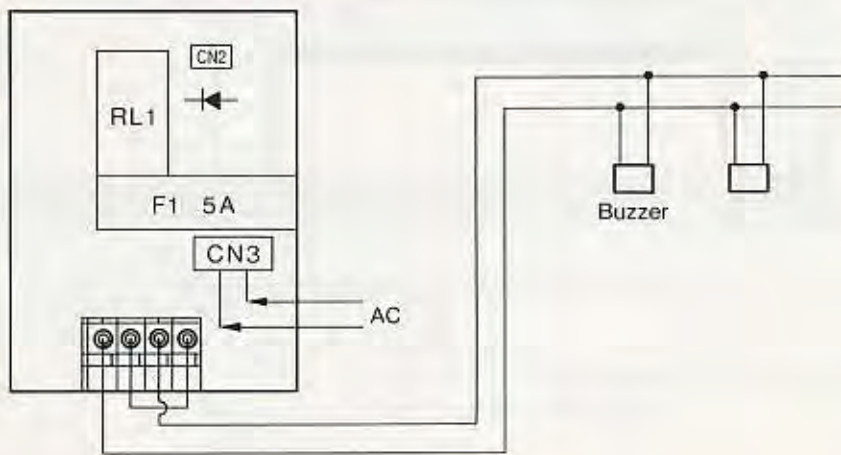 CN2
RL1
F1 5A
CN3
AC
Buzzer